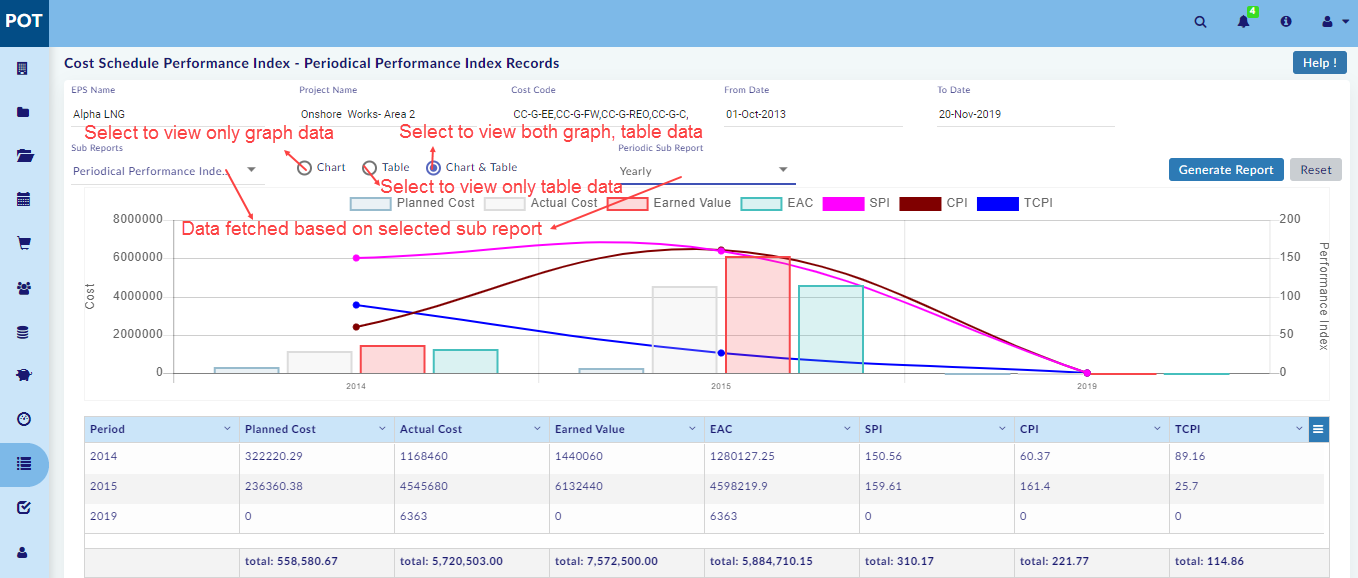 POT
4
Cost Schedule Performance Index - Periodical Performance Index Records
Help !
EPS Name Project Name Cost Code From Date To Date
Alpha LNG Onshore Works- Area 2 CC-G-EE,CC-G-FW,CC-G-REO,CC-G-C, 01-Oct-2013 20-Nov-2019
Select to view only graph data Select to view both graph, table data
Sub Reports Periodic Sub Report
Periodical Performance Inde... Chart Table Chart & Table Yearly Generate Report Reset
Select to view only table data
Planned Cost Actual Cost Earned Value EAC SPI CPI TCPI
Data fetched based on selected sub report
8000000 200
6000000 150
4000000 100
2000000 50
0 0
Cost
Performance Index
2014 2015 2019
Period Planned Cost Actual Cost Earned Value EAC SPI CPI TCPI
2014 322220.29 1168460 1440060 1280127.25 150.56 60.37 89.16
2015 236360.38 4545680 6132440 4598219.9 159.61 161.4 25.7
2019 0 6363 0 6363 0 0 0
total: 558,580.67 total: 5,720,503.00 total: 7,572,500.00 total: 5,884,710.15 total: 310.17 total: 221.77 total: 114.86